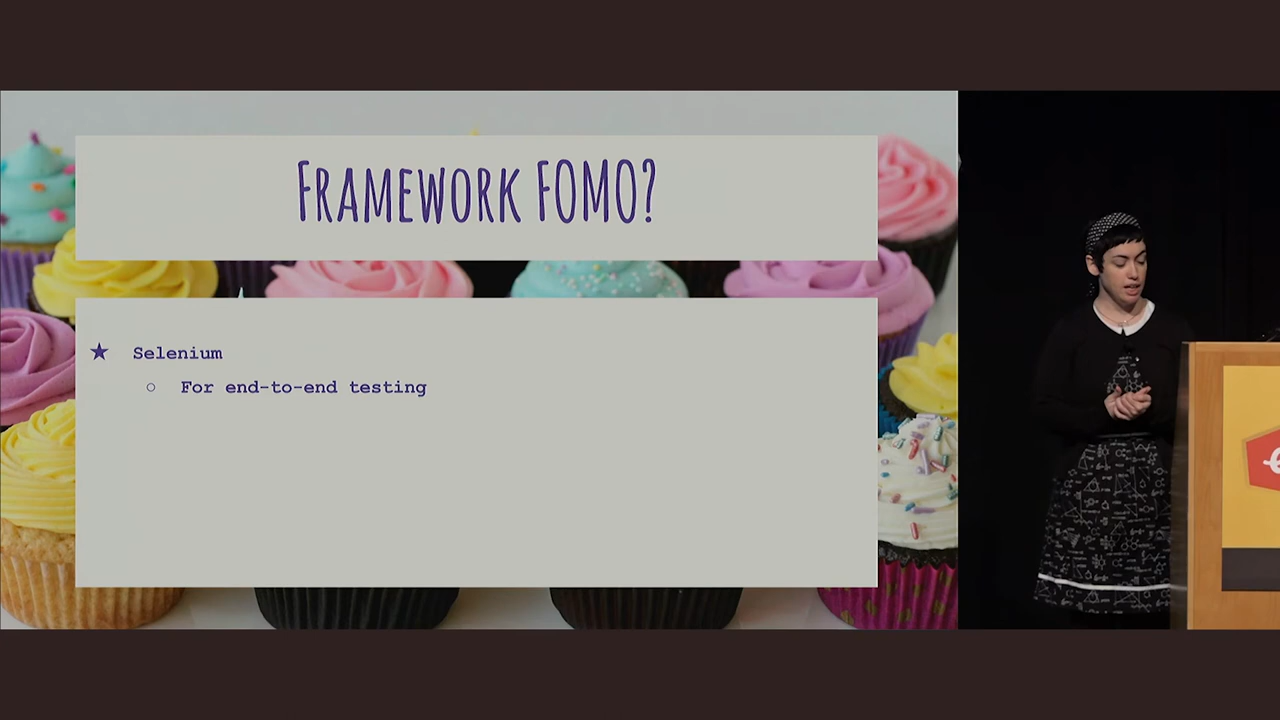 Framework FOMO?
★ Selenium
○ For end-to-end testing